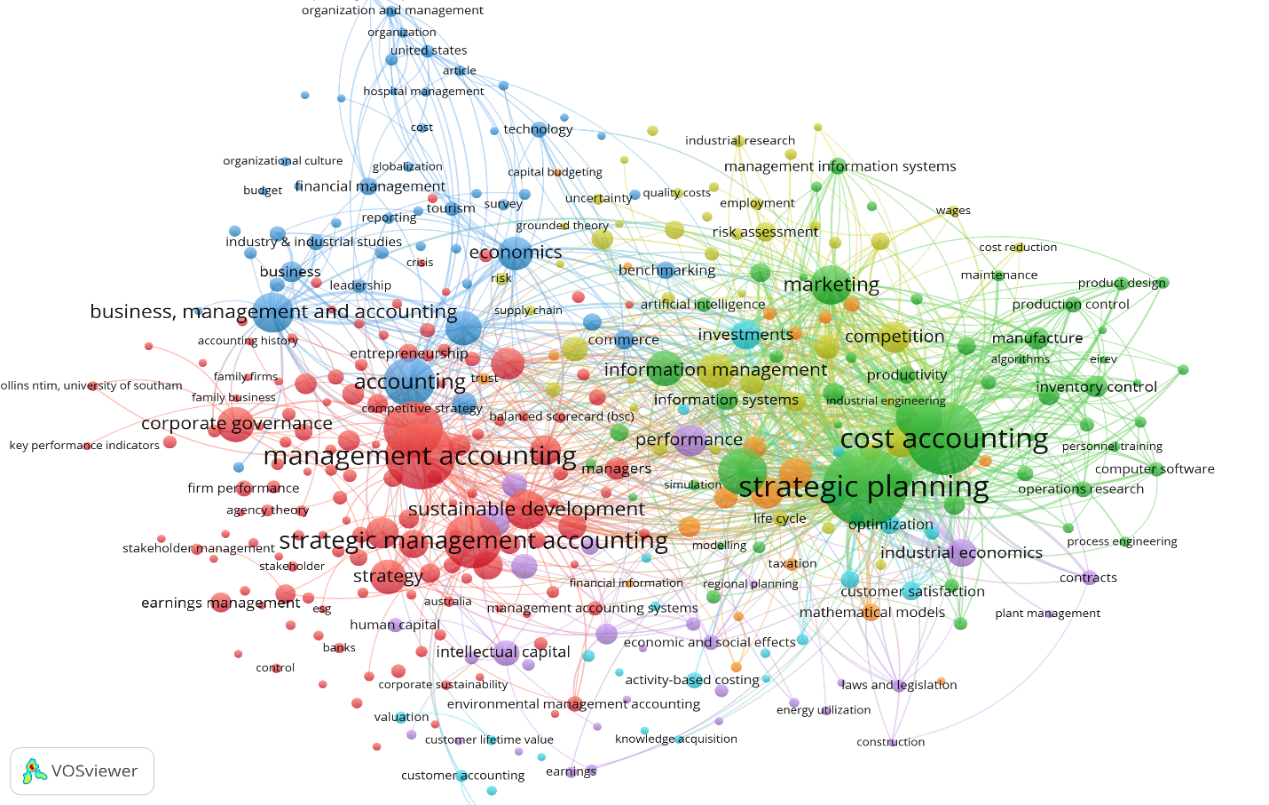 organization and management
organization
united states
article
hospital management
cost
technology
industrial research
organizational culture
globalization
management information systems
capital budgeting
budget
financial management
uncertainty
quality costs
survey
employment
tourism
wages
reporting
grounded theory
risk assessment
industry & industrial studies
cost reduction
economics
crisis
business
benchmarking
maintenance
risk
leadership
product design
marketing
artificial intelligence
production control
business, management and accounting
supply chain
investments
competition
accounting history
commerce
manufacture
entrepreneurship
algorithms
eirev
information management
productivity
family firms
trust
accounting
ollins ntim, university of southam
inventory control
family business
information systems
industrial engineering
competitive strategy
balanced scorecard (bsc)
corporate governance
performance
cost accounting
key performance indicators
personnel training
management accounting
managers
computer software
simulation
strategic planning
firm performance
operations research
sustainable development
agency theory
life cycle
optimization
strategic management accounting
process engineering
stakeholder management
modelling
industrial economics
stakeholder
taxation
strategy
contracts
financial information
regional planning
customer satisfaction
earnings management
australia
esg
management accounting systems
mathematical models
plant management
human capital
economic and social effects
banks
intellectual capital
control
activity-based costing
corporate sustainability
laws and legislation
environmental management accounting
energy utilization
valuation
customer lifetime value
knowledge acquisition
construction
customer accounting
earnings
VOSviewer